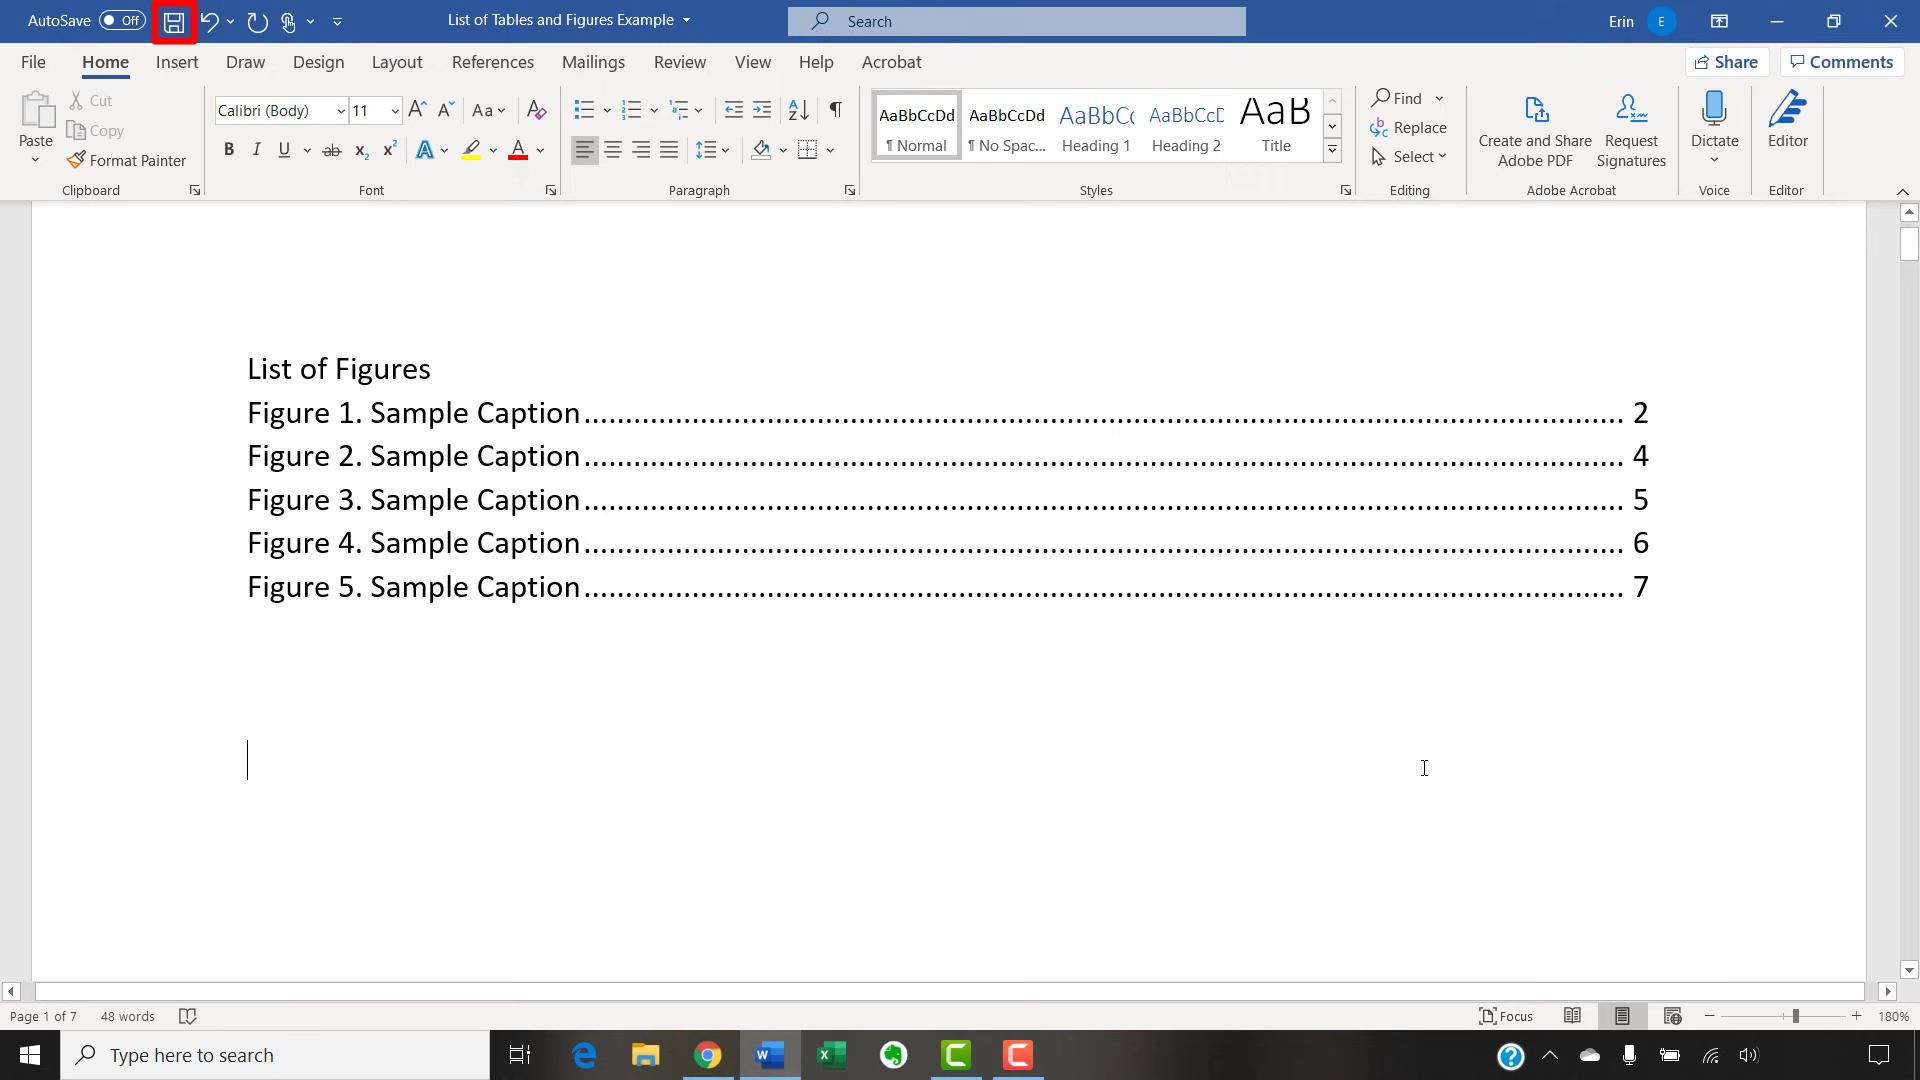 AutoSave Off List of Tables and Figures Example Search Erin E
File Home Insert Draw Design Layout References Mailings Review View Help Acrobat Share Comments
Paste Cut Copy Format Painter Clipboard
Calibri (Body) 11 Aa Font
Paragraph
AaBbCcDd AaBbCcDd AaBbCc AaBbCcD AaB
¶ Normal ¶ No Spac... Heading 1 Heading 2 Title
Styles
Find
Replace
Select
Editing
Create and Share Adobe PDF Request Signatures
Adobe Acrobat
Dictate
Voice
Editor
Editor
List of Figures
Figure 1. Sample Caption 2
Figure 2. Sample Caption 4
Figure 3. Sample Caption 5
Figure 4. Sample Caption 6
Figure 5. Sample Caption 7
Page 1 of 7 48 words Focus 180%
Type here to search